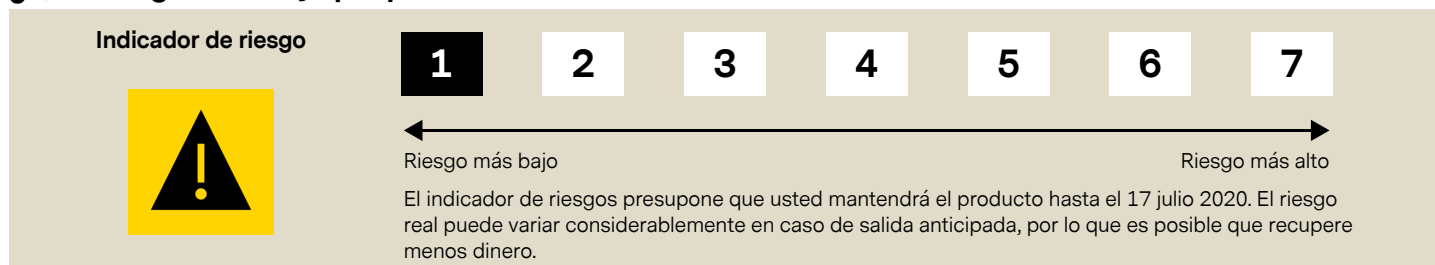 Indicador de riesgo
1 2 3 4 5 6 7
Riesgo más bajo Riesgo más alto
El indicador de riesgos presupone que usted mantendrá el producto hasta el 17 julio 2020. El riesgo
real puede variar considerablemente en caso de salida anticipada, por lo que es posible que recupere
menos dinero.